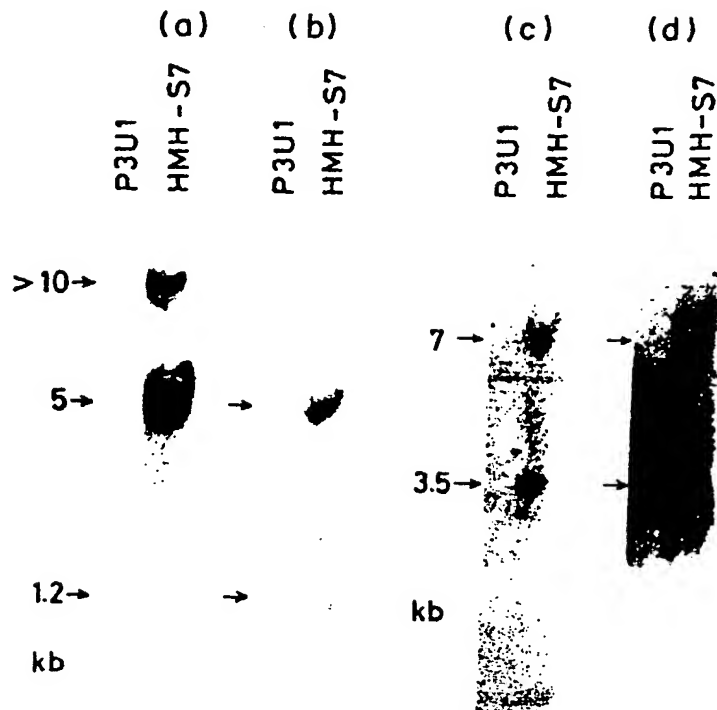 (a) (b) (c) (d)
P3U1 HMH-S7 P3U1 HMH-S7 P3U1 HMH-S7 P3U1 HMH-S7
> 10→
5→ →
1.2→ →
kb
7 → →
3.5→ →
kb